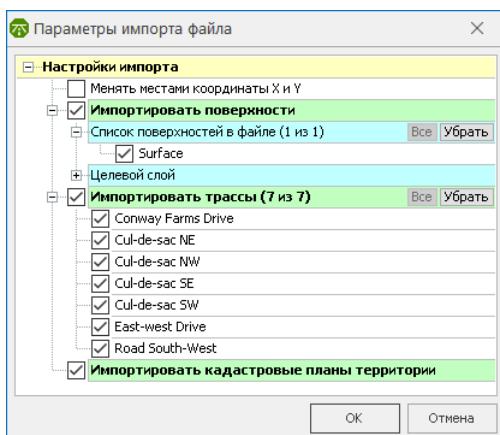 Параметры импорта файла
Настройки импорта
Менять местами координаты X и Y
Импортировать поверхности
Список поверхностей в файле (1 из 1) Все Убрать
Surface
Целевой слой
Импортировать трассы (7 из 7) Все Убрать
Conway Farms Drive
Cul-de-sac NE
Cul-de-sac NW
Cul-de-sac SE
Cul-de-sac SW
East-west Drive
Road South-West
Импортировать кадастровые планы территории
OK Отмена